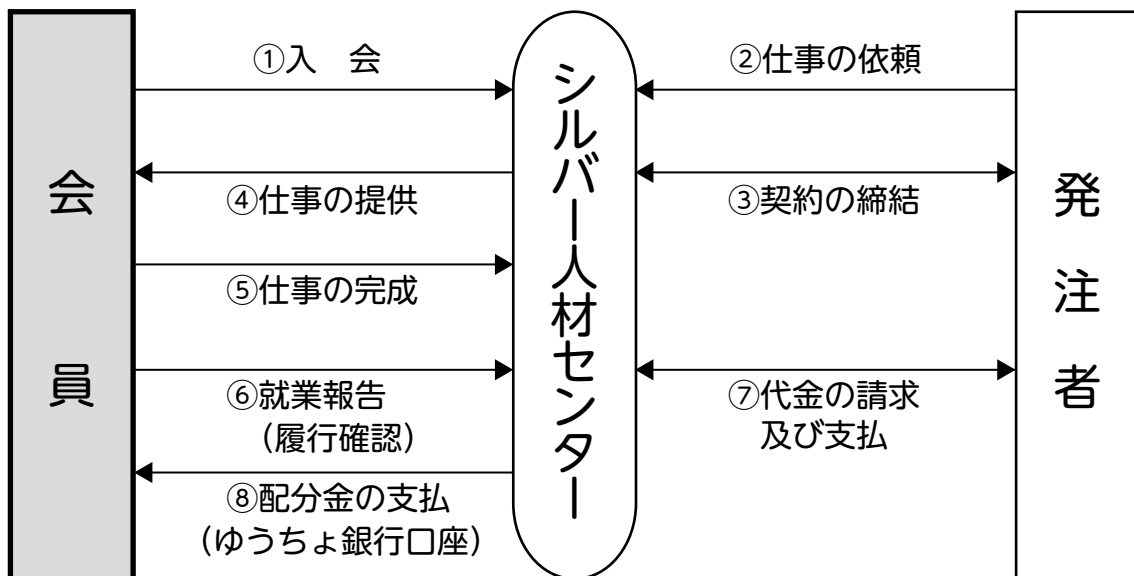 会員
①入　会
④仕事の提供
⑤仕事の完成
⑥就業報告
（履行確認）
⑧配分金の支払
（ゆうちょ銀行口座）
シルバー人材センター
②仕事の依頼
③契約の締結
⑦代金の請求
及び支払
発注者